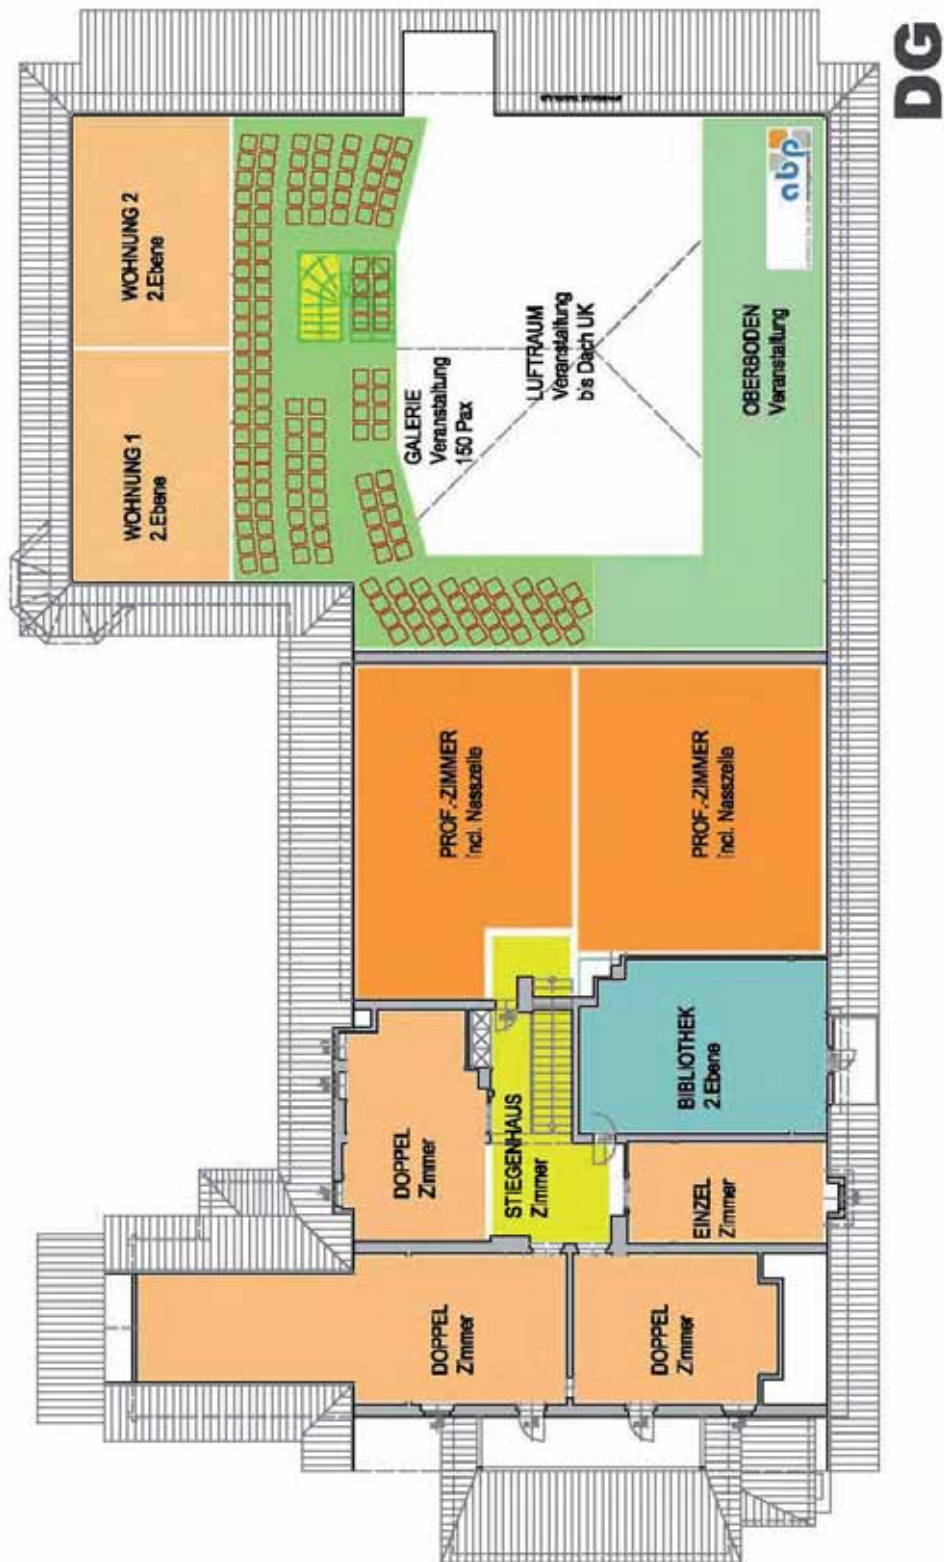 DG
WOHNUNG 1
2.Ebene
WOHNUNG 2
2.Ebene
GALERIE
Veranstaltung
150 Pax
LUFTRAUM
Veranstaltung
bis Dach UK
OBERBODEN
Veranstaltung
abp
PROF.-ZIMMER
incl. Nasszelle
PROF.-ZIMMER
incl. Nasszelle
DOPPEL
Zimmer
STIEGENHAUS
Zimmer
BIBLIOTHEK
2.Ebene
EINZEL
Zimmer
DOPPEL
Zimmer
DOPPEL
Zimmer